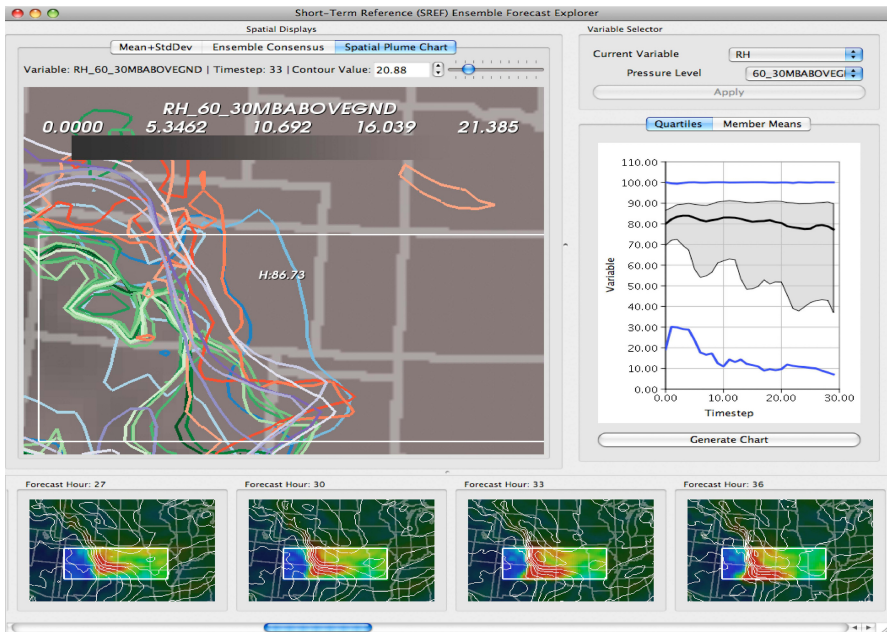 Short-Term Reference (SREF) Ensemble Forecast Explorer
Spatial Displays
Mean+StdDev Ensemble Consensus Spatial Plume Chart
Variable: RH_60_30MBABOVEGND | Timestep: 33 | Contour Value: 20.88
RH_60_30MBABOVEGND
0.0000 5.3462 10.692 16.039 21.385
H:86.73
Variable Selector
Current Variable RH
Pressure Level 60_30MBABOVEGI
Apply
Quartiles Member Means
110.00
100.00
90.00
80.00
70.00
60.00
50.00
40.00
30.00
20.00
10.00
0.00
Variable
0.00 10.00 20.00 30.00
Timestep
Generate Chart
Forecast Hour: 27
Forecast Hour: 30
Forecast Hour: 33
Forecast Hour: 36